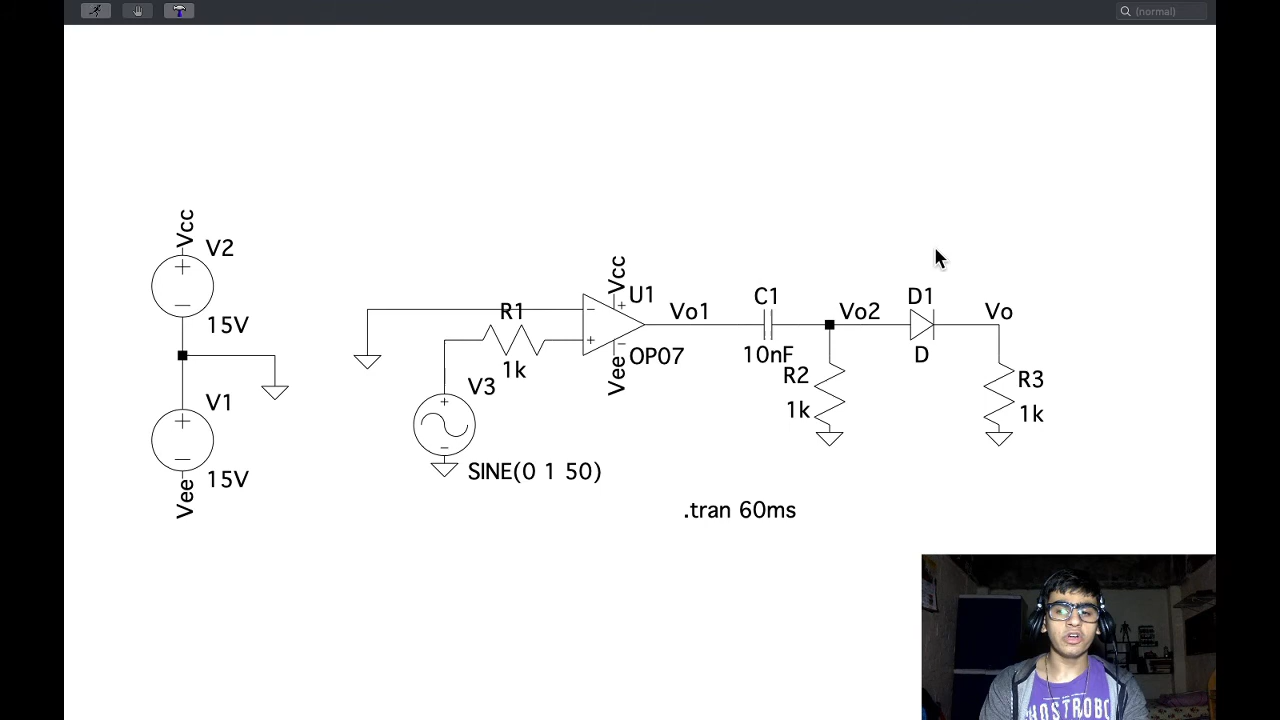 (normal)
Vcc
V2
15V
V1
15V
Vee
R1
1k
V3
SINE(0 1 50)
Vcc
U1
OP07
Vee
Vo1
C1
10nF
Vo2
R2
1k
D1
D
Vo
R3
1k
.tran 60ms
HOSTROBO